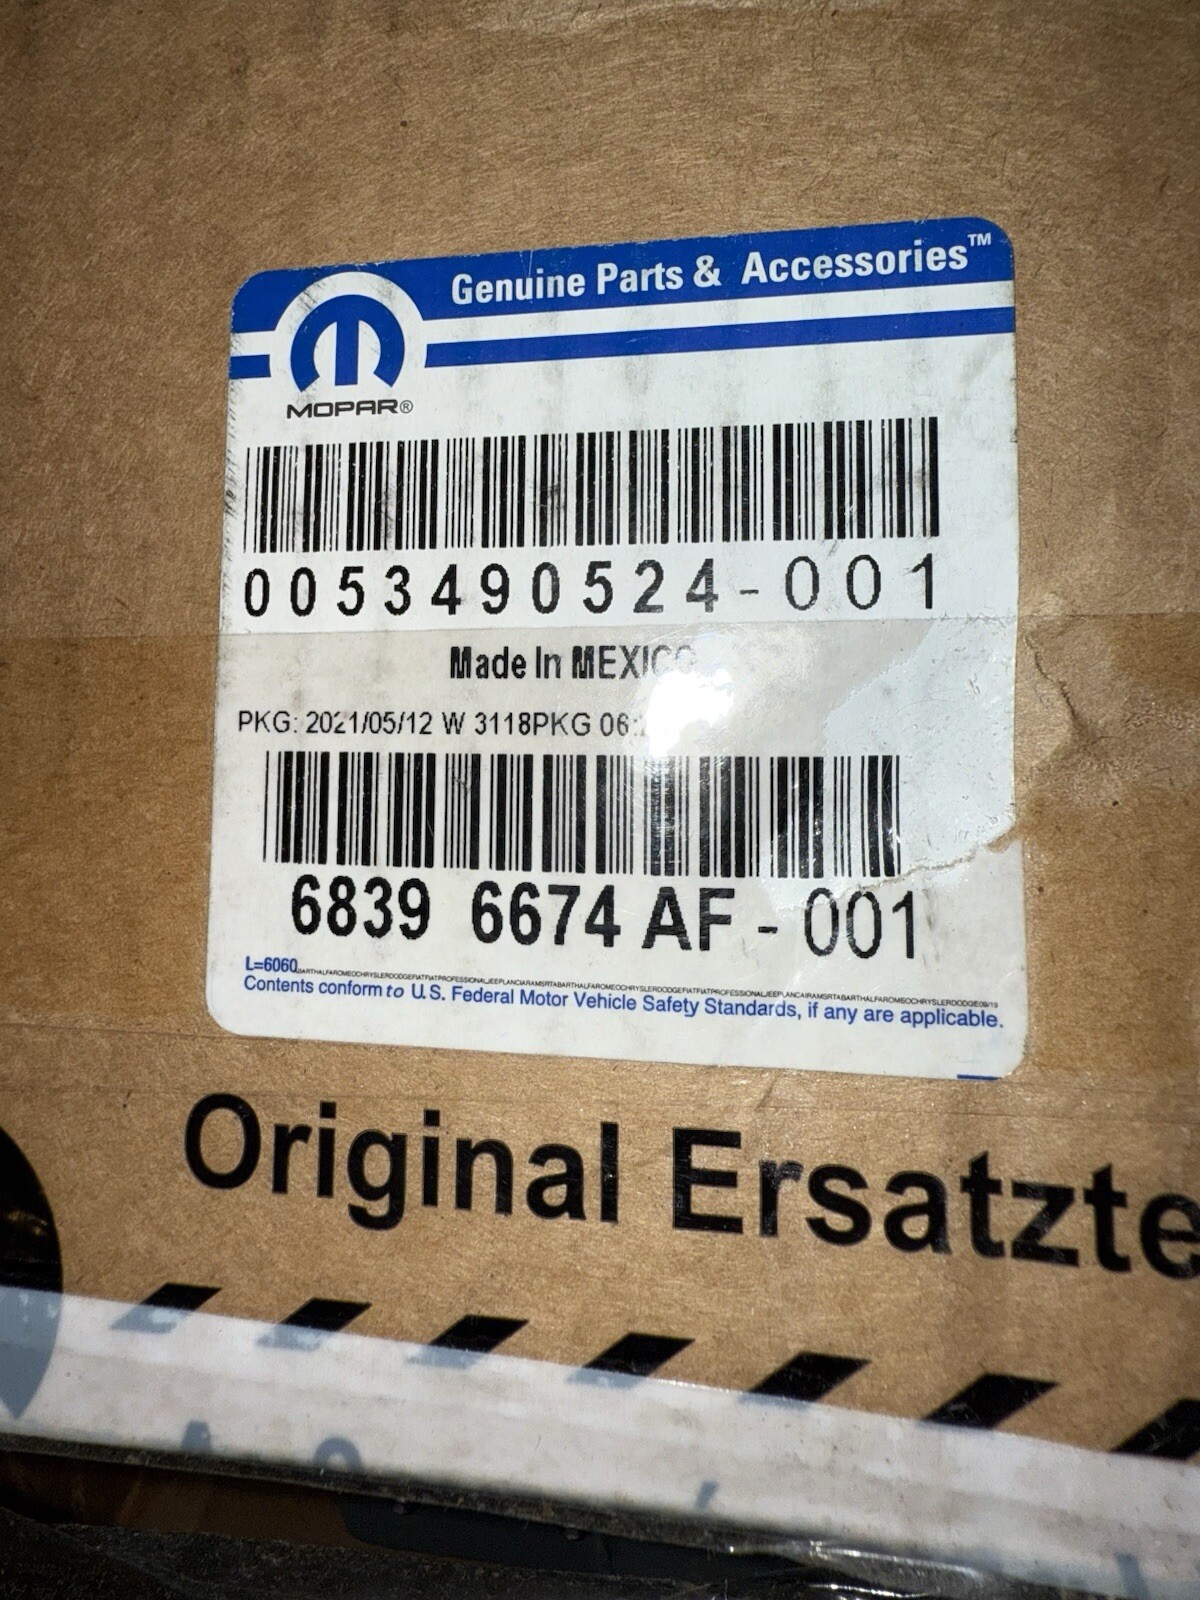 Genuine Parts & Accessories™
MOPAR®
0053490524-001
Made In MEXICO
PKG: 2021/05/12 W 3118PKG 06:
6839 6674 AF - 001
L=6060
Contents conform to U.S. Federal Motor Vehicle Safety Standards, if any are applicable.
Original Ersatzte